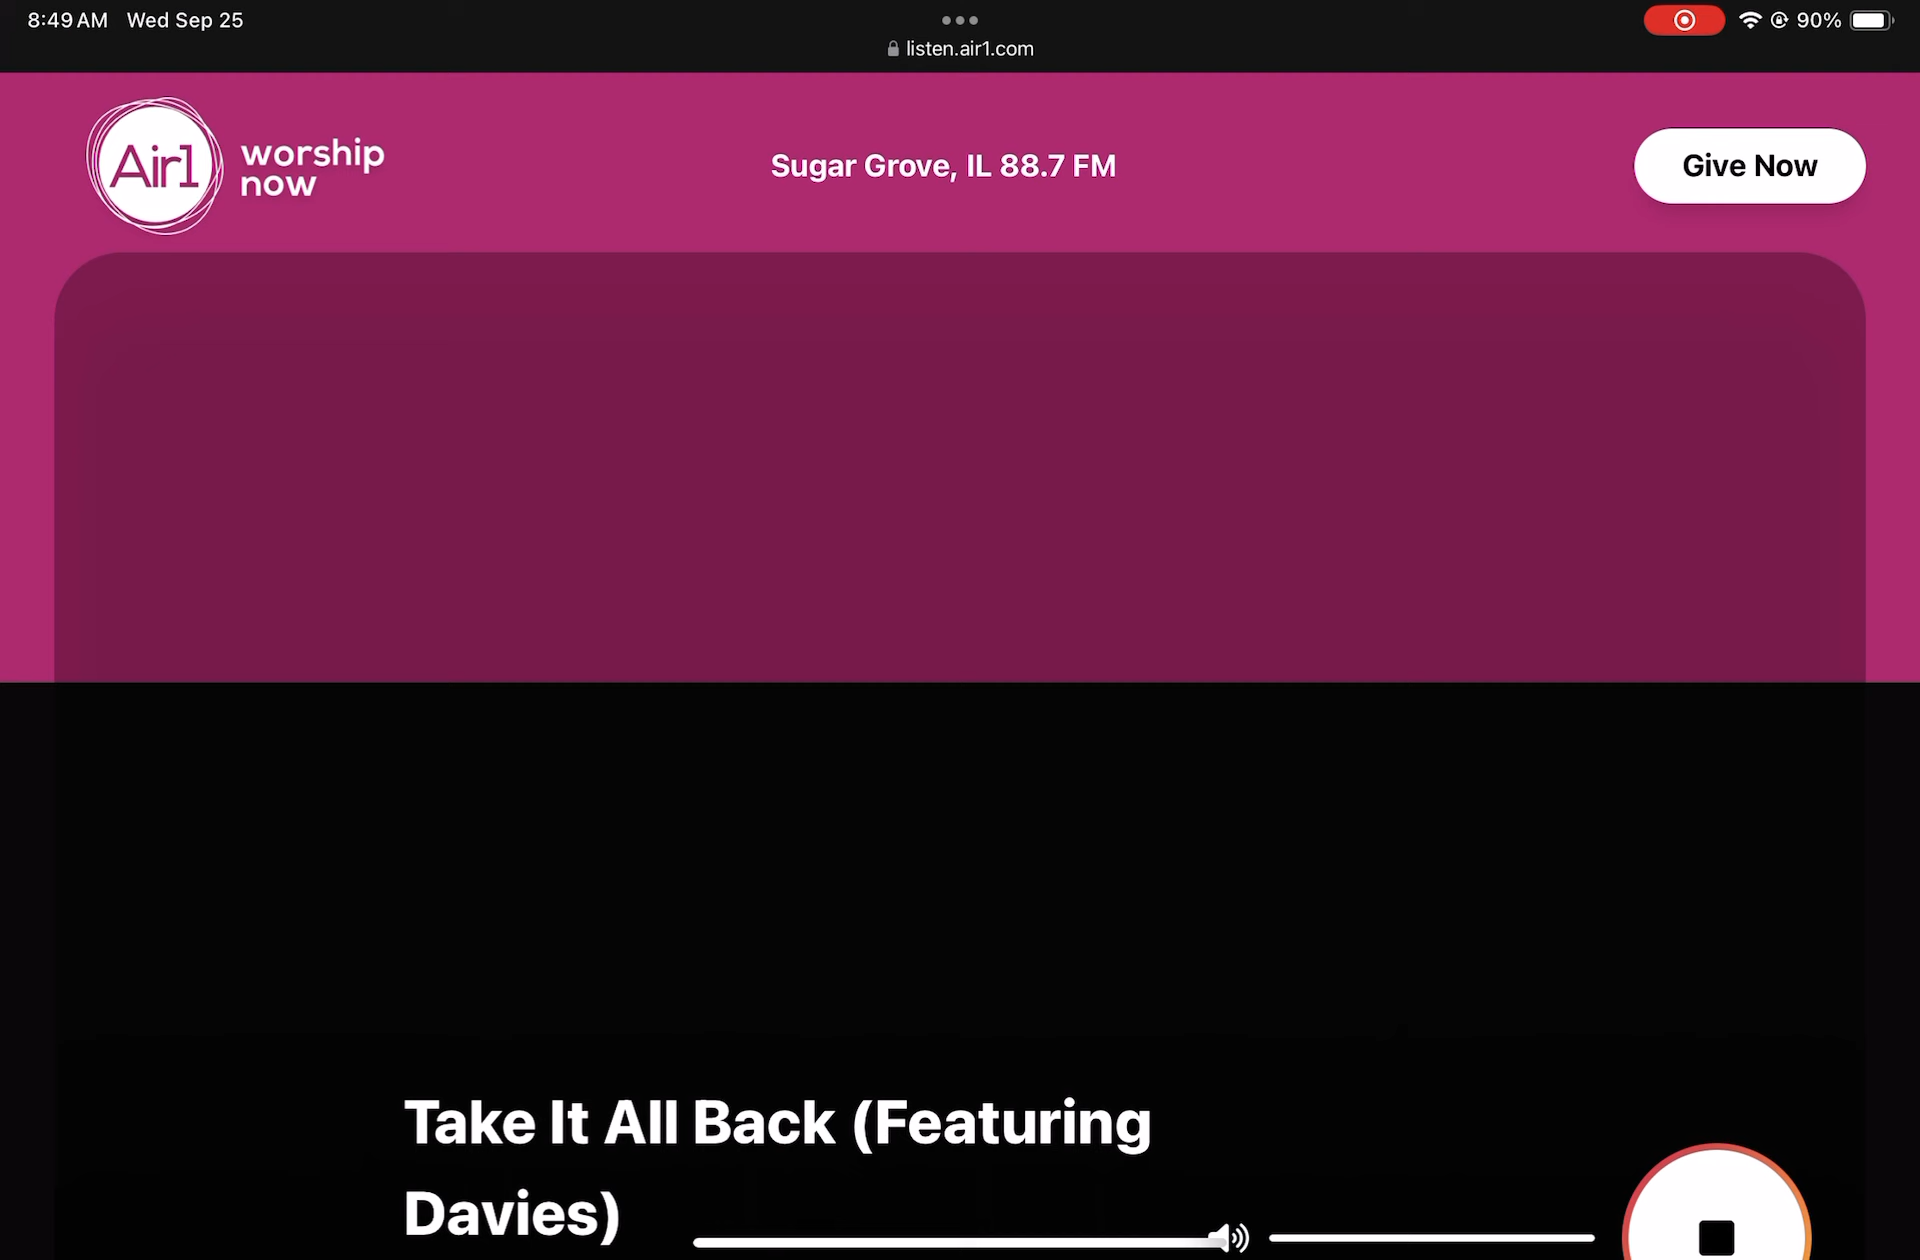 8:49 AM Wed Sep 25
90%
listen.air1.com
Air1
worship
now
Sugar Grove, IL 88.7 FM
Give Now
Take It All Back (Featuring
Davies)